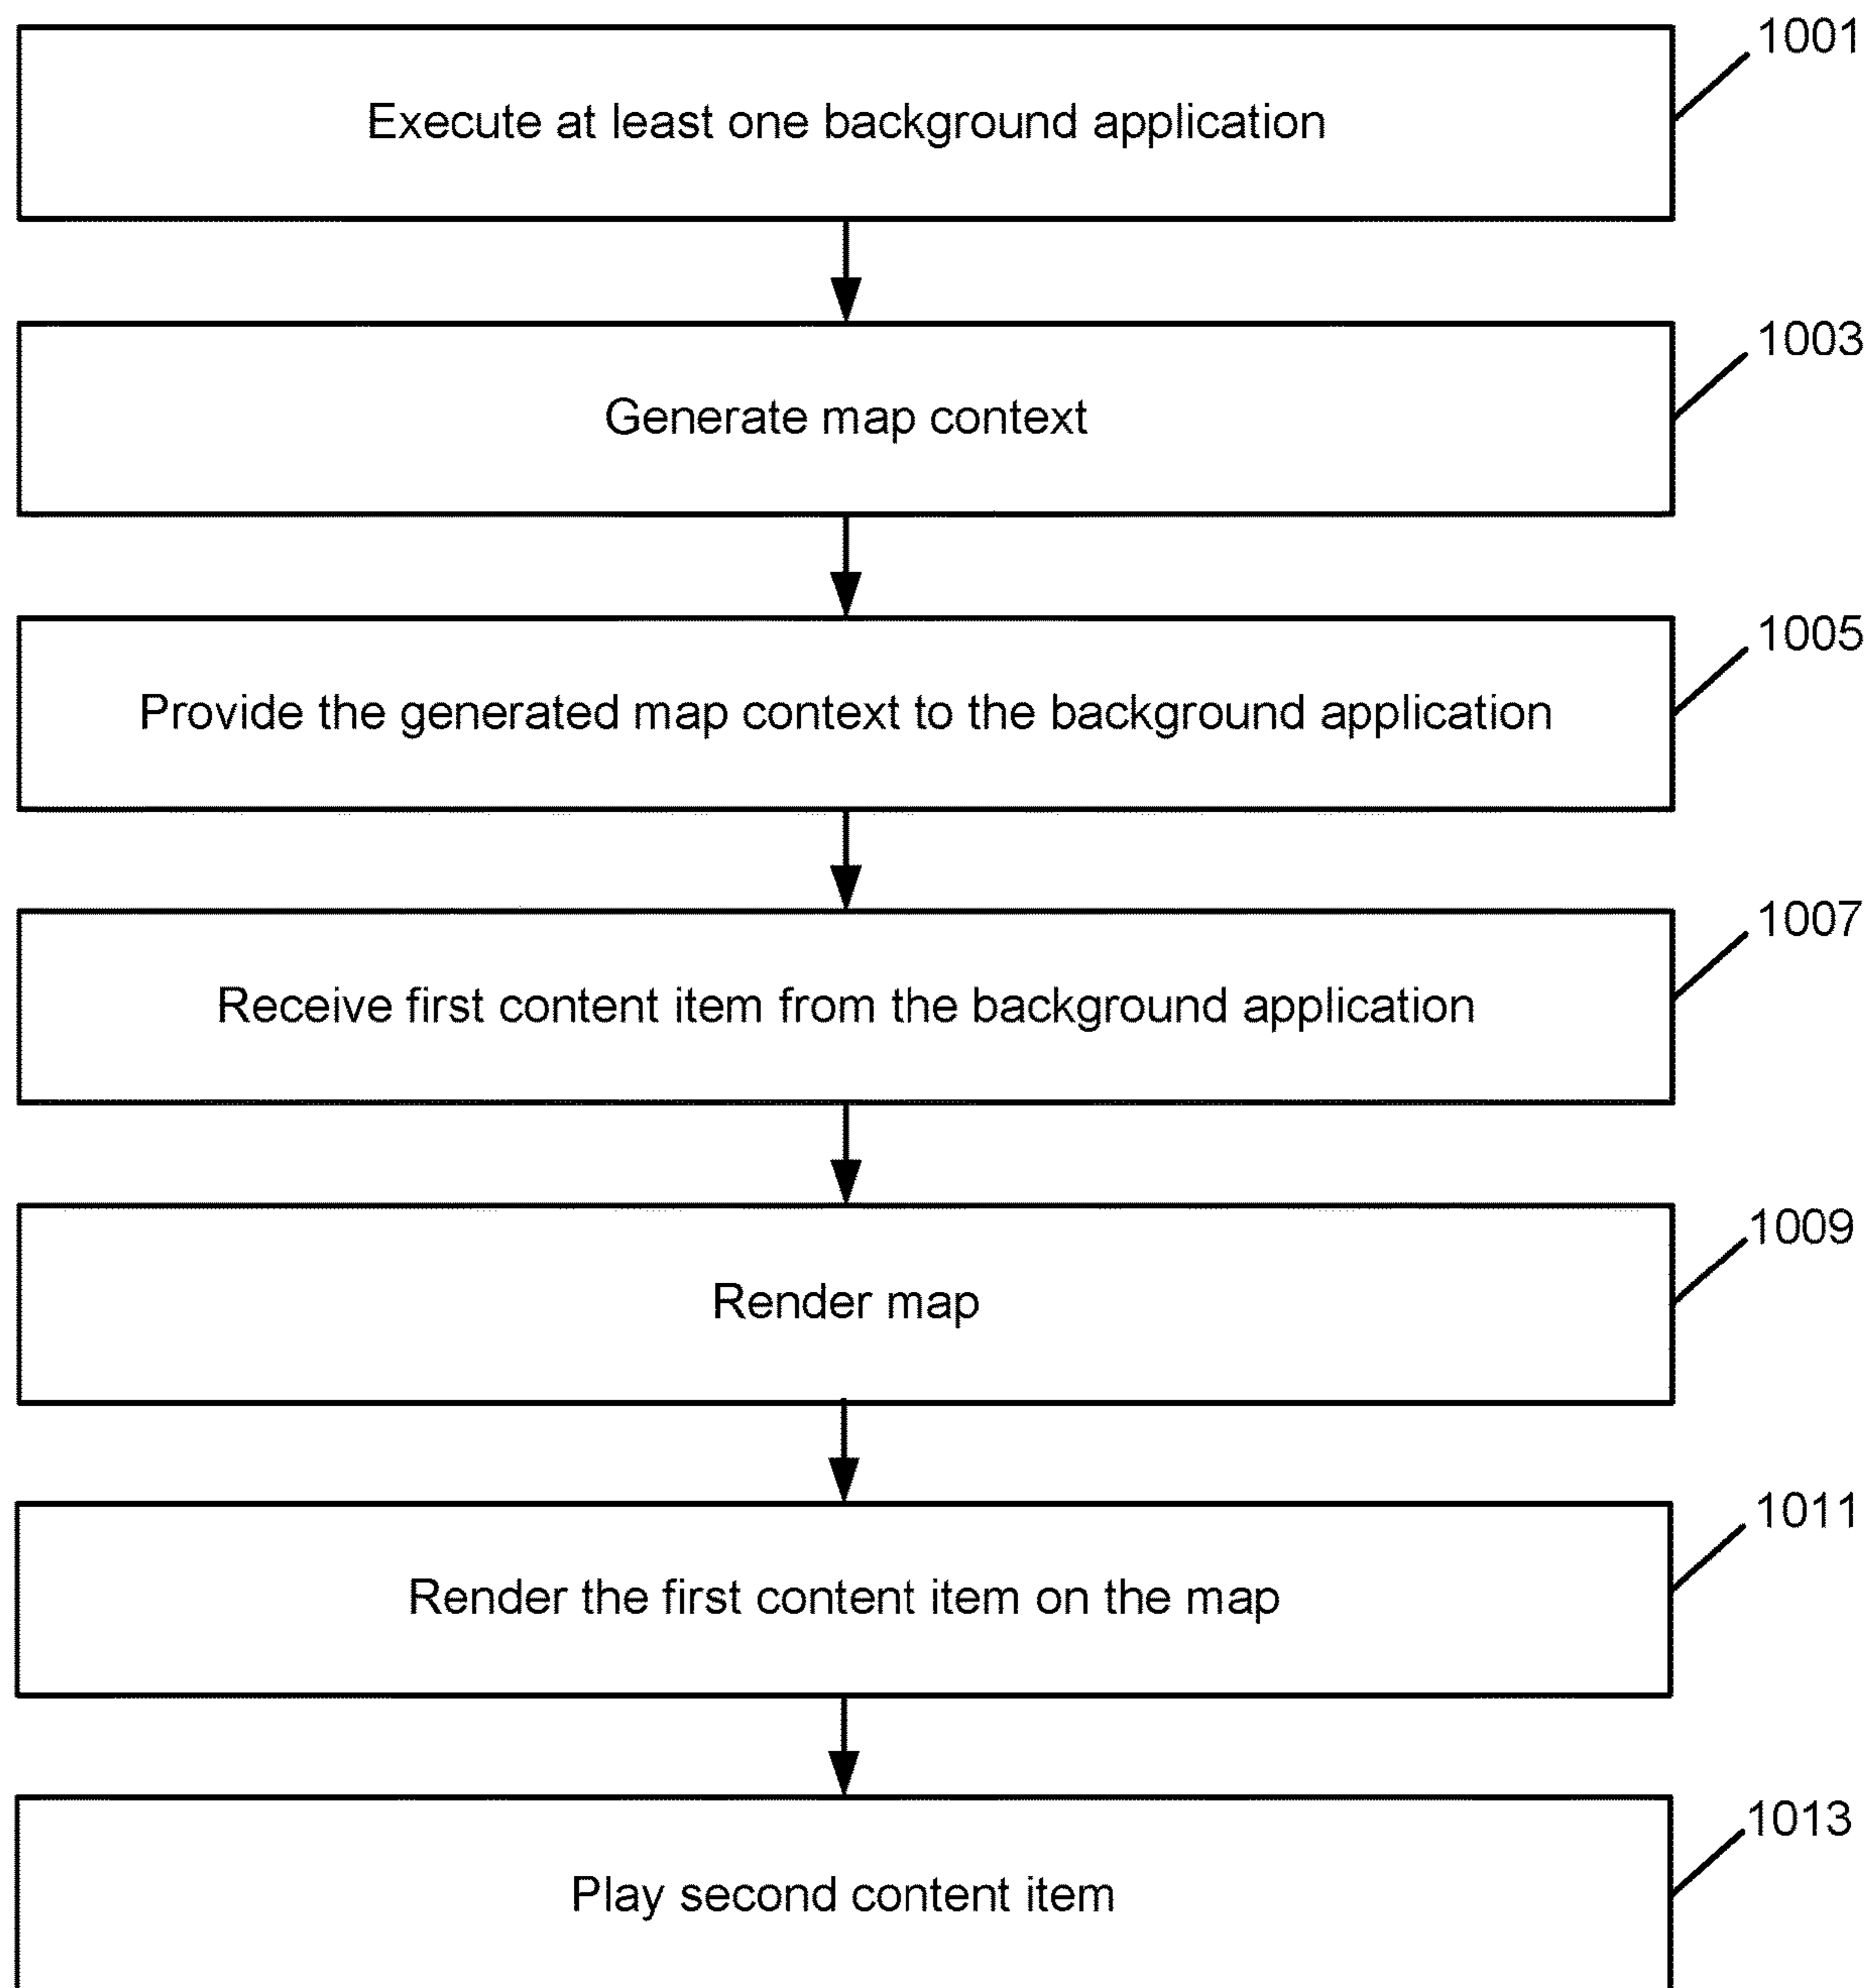 1001
Execute at least one background application
1003
Generate map context
1005
Provide the generated map context to the background application
1007
Receive first content item from the background application
1009
Render map
1011
Render the first content item on the map
1013
Play second content item